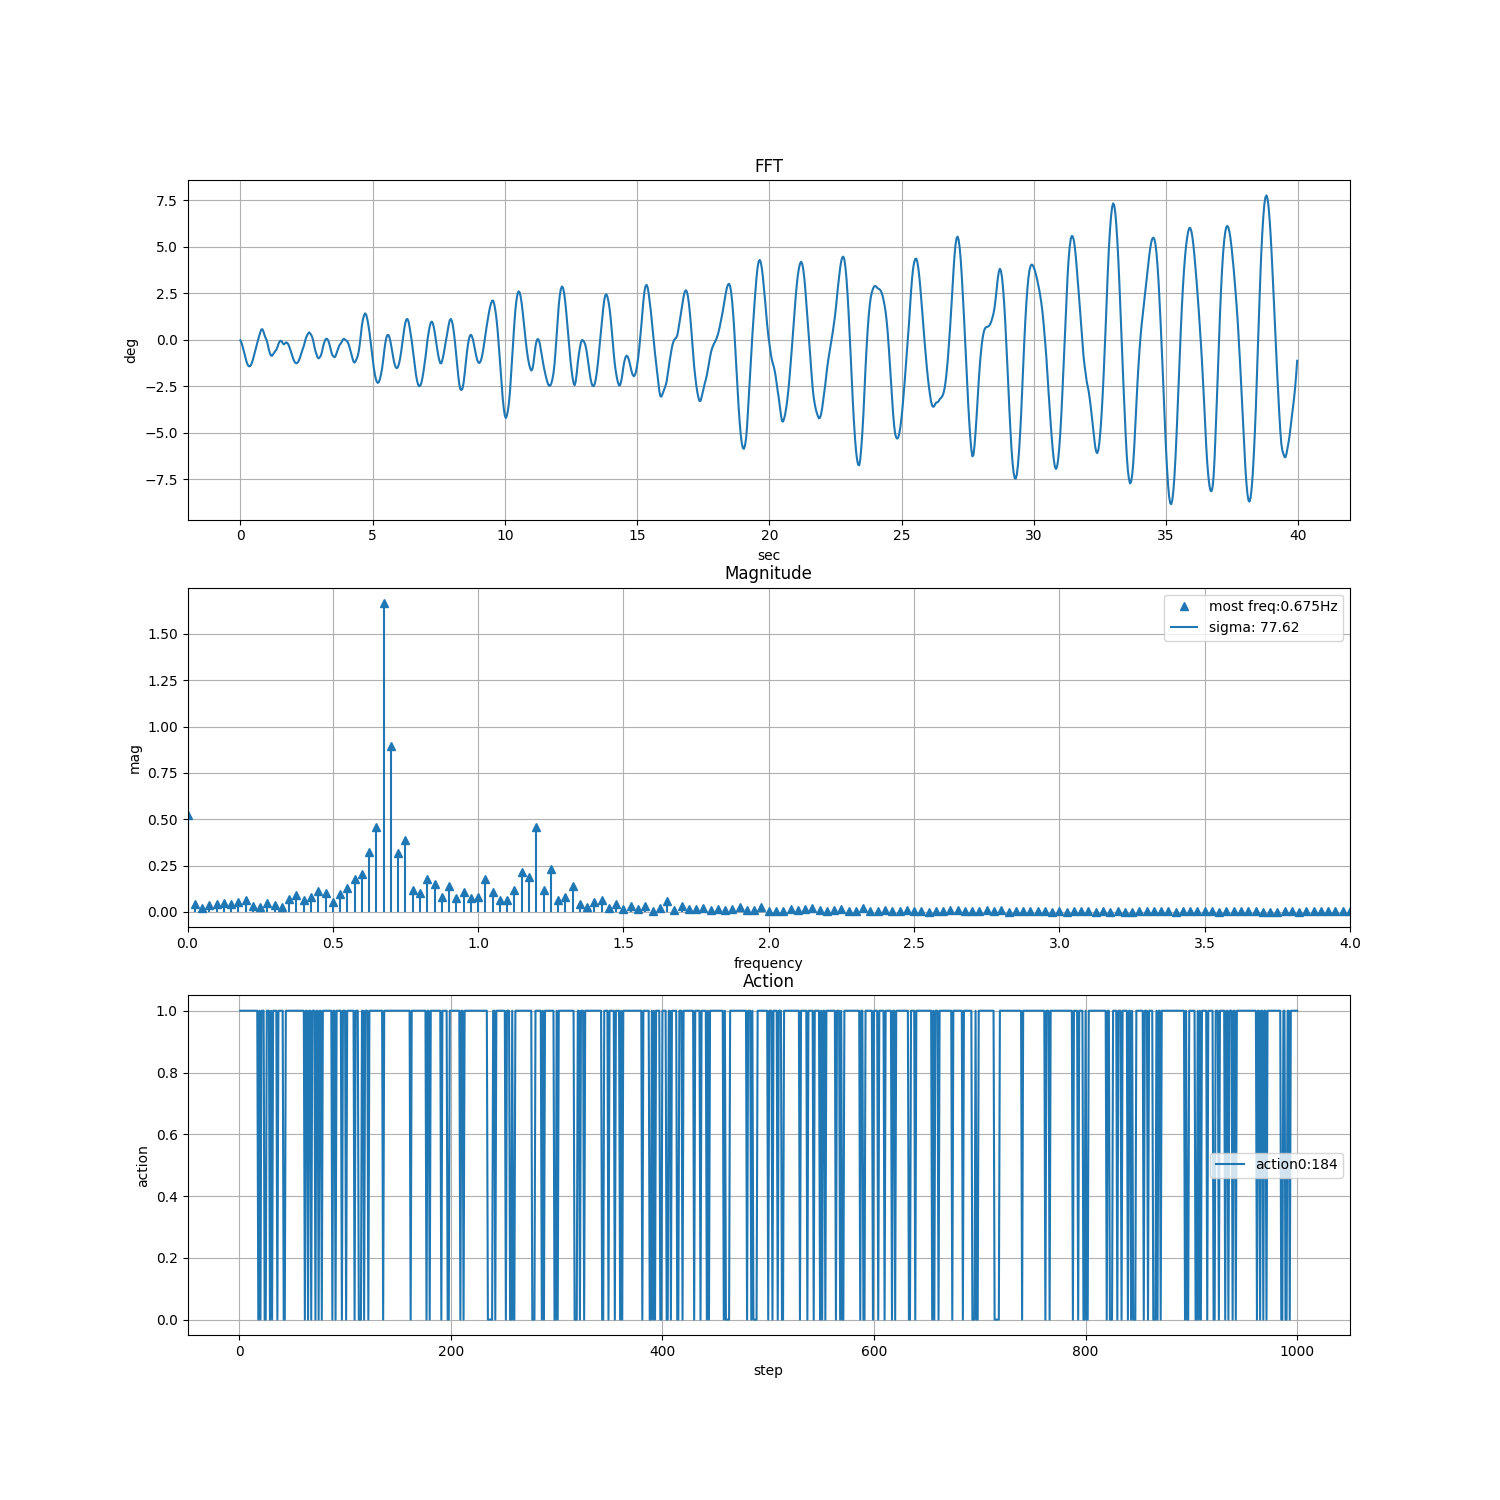 FFT
7.5
5.0
2.5
0.0
−2.5
−5.0
−7.5
deg
0 5 10 15 20 25 30 35 40
sec
Magnitude
1.50
1.25
1.00
0.75
0.50
0.25
0.00
mag
most freq:0.675Hz
sigma: 77.62
0.0 0.5 1.0 1.5 2.0 2.5 3.0 3.5 4.0
frequency
Action
1.0
0.8
0.6
0.4
0.2
0.0
action
action0:184
0 200 400 600 800 1000
step